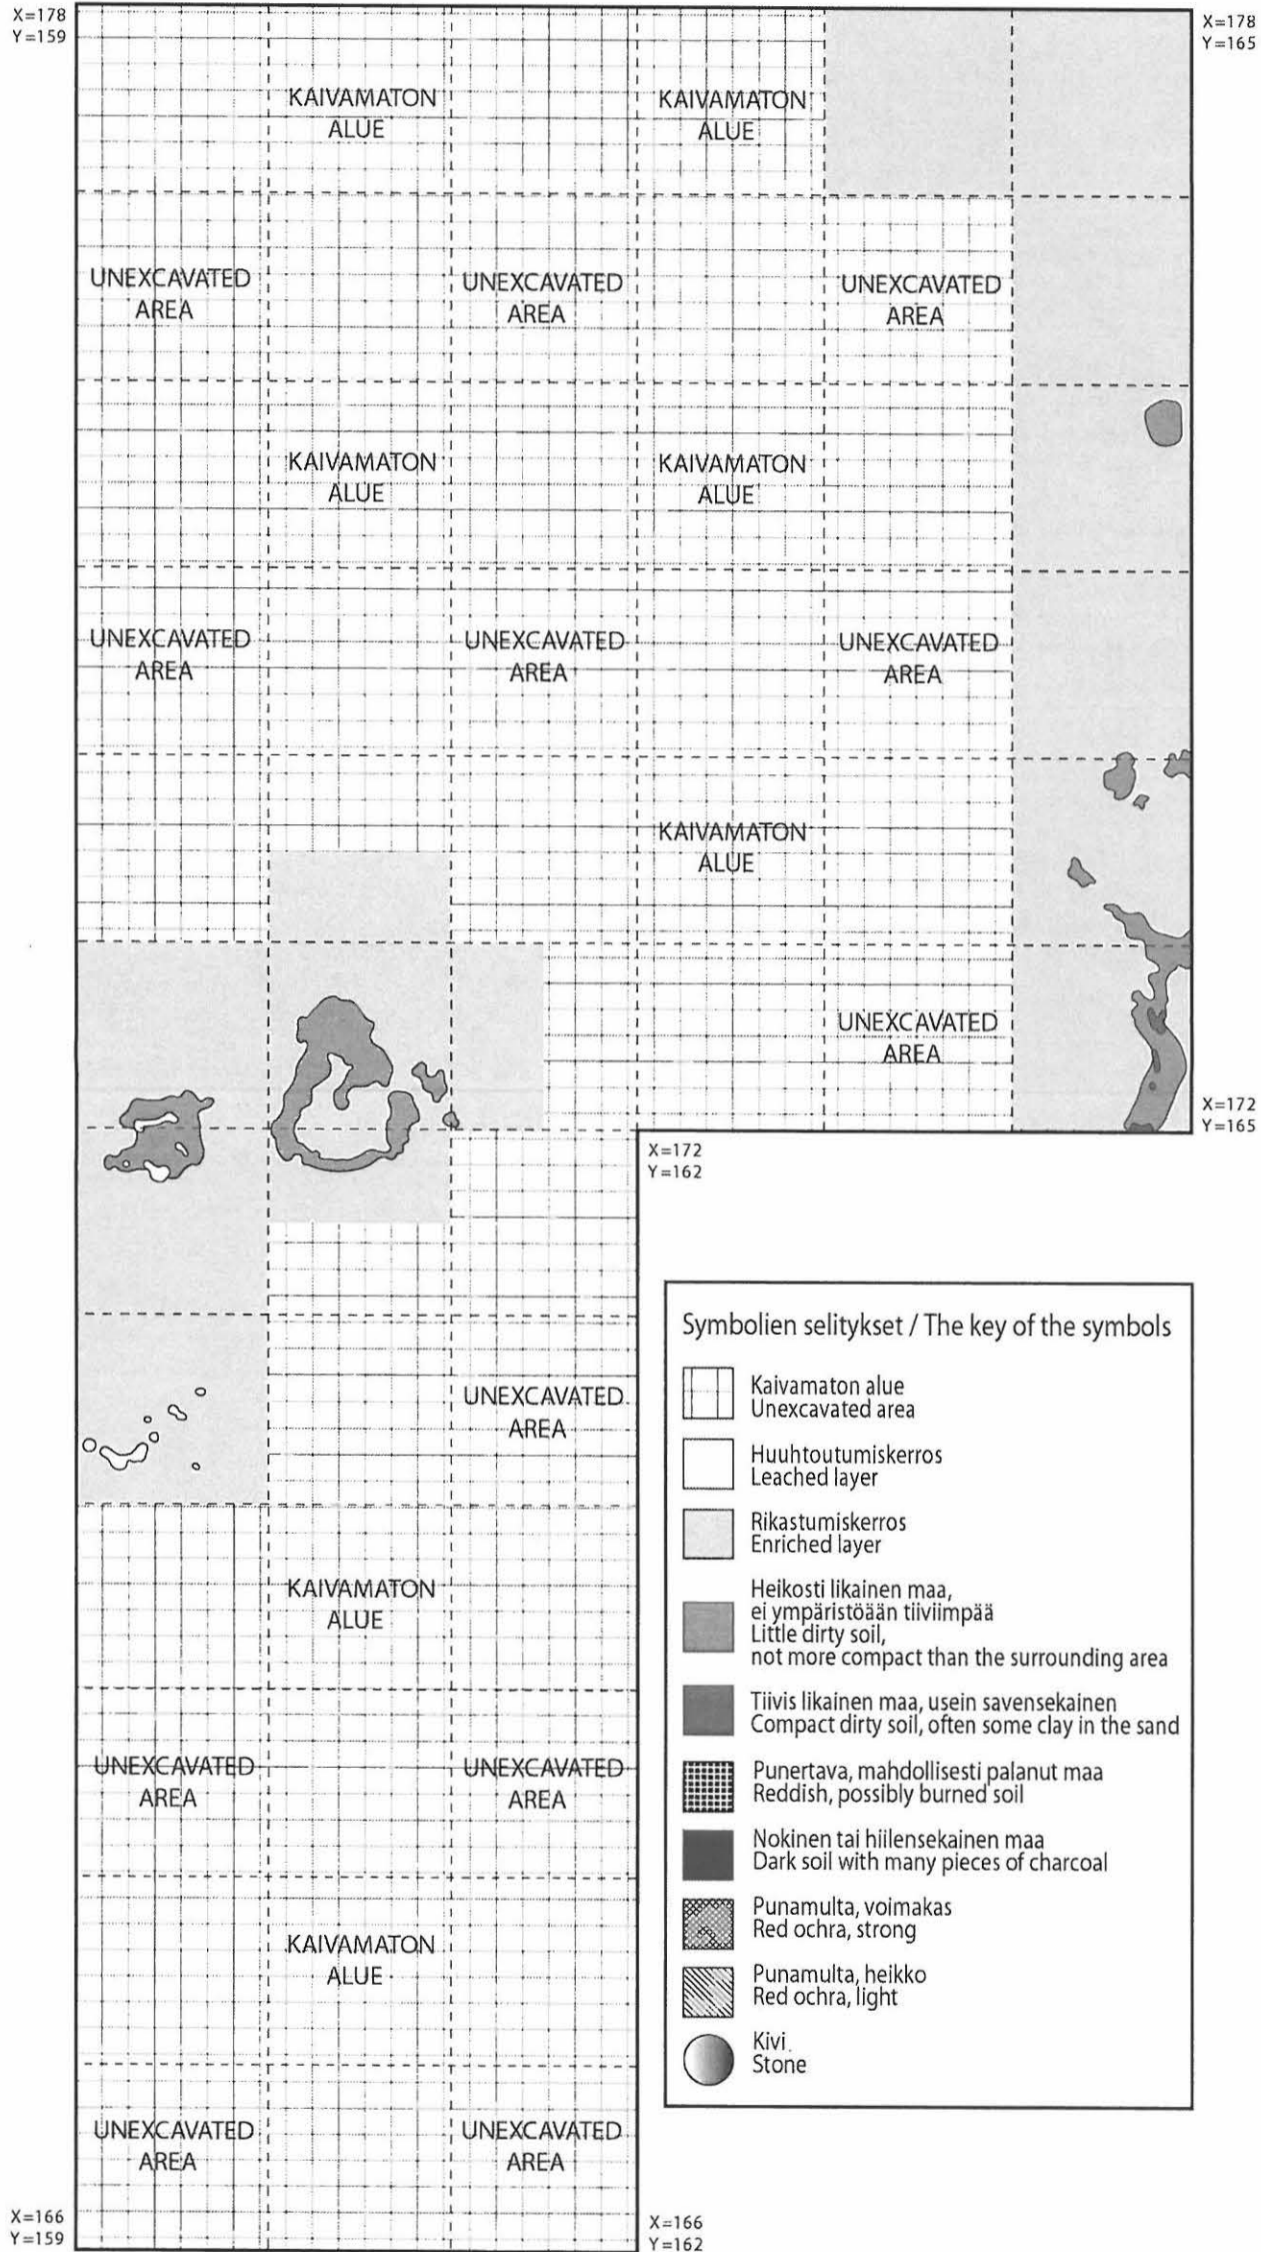 X=178
Y=159
X=178
Y=165
KAIVAMATON
ALUE
KAIVAMATON
ALUE
UNEXCAVATED
AREA
UNEXCAVATED
AREA
UNEXCAVATED
AREA
KAIVAMATON
ALUE
KAIVAMATON
ALUE
UNEXCAVATED
AREA
UNEXCAVATED
AREA
UNEXCAVATED
AREA
KAIVAMATON
ALUE
UNEXCAVATED
AREA
X=172
Y=165
X=172
Y=162
UNEXCAVATED
AREA
KAIVAMATON
ALUE
UNEXCAVATED
AREA
UNEXCAVATED
AREA
KAIVAMATON
ALUE
UNEXCAVATED
AREA
UNEXCAVATED
AREA
X=166
Y=159
X=166
Y=162
Symbolien selitykset / The key of the symbols
Kaivamaton alue
Unexcavated area
Huuhtoutumiskerros
Leached layer
Rikastumiskerros
Enriched layer
Heikosti likainen maa,
ei ympäristöään tiiviimpää
Little dirty soil,
not more compact than the surrounding area
Tiivis likainen maa, usein savensekainen
Compact dirty soil, often some clay in the sand
Punertava, mahdollisesti palanut maa
Reddish, possibly burned soil
Nokinen tai hiilensekainen maa
Dark soil with many pieces of charcoal
Punamulta, voimakas
Red ochra, strong
Punamulta, heikko
Red ochra, light
Kivi
Stone